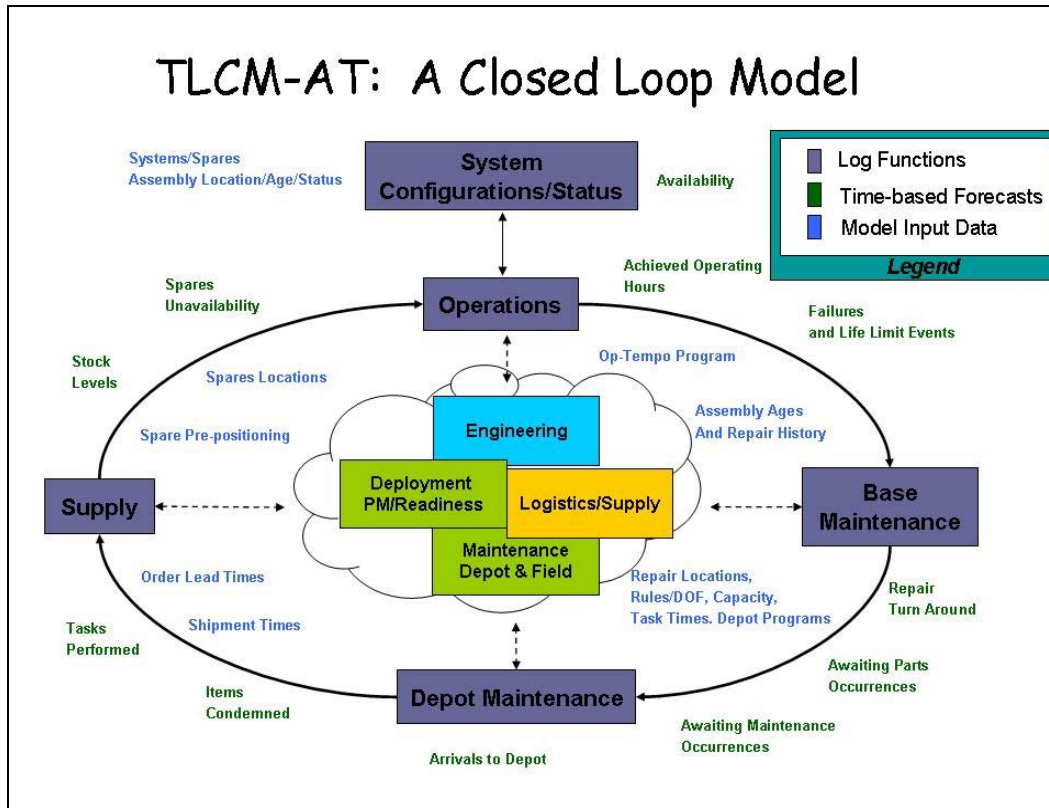 TLCM-AT: A Closed Loop Model
Systems/Spares
Assembly Location/Age/Status
System
Configurations/Status
Availability
Log Functions
Time-based Forecasts
Model Input Data
Legend
Spares
Unavailability
Operations
Achieved Operating
Hours
Failures
and Life Limit Events
Stock
Levels
Spares Locations
Op-Tempo Program
Spare Pre-positioning
Engineering
Assembly Ages
And Repair History
Supply
Deployment
PM/Readiness
Logistics/Supply
Base
Maintenance
Maintenance
Depot & Field
Order Lead Times
Repair Locations,
Rules/DOF, Capacity,
Task Times. Depot Programs
Repair
Turn Around
Tasks
Performed
Shipment Times
Items
Condemned
Depot Maintenance
Awaiting Parts
Occurrences
Awaiting Maintenance
Occurrences
Arrivals to Depot